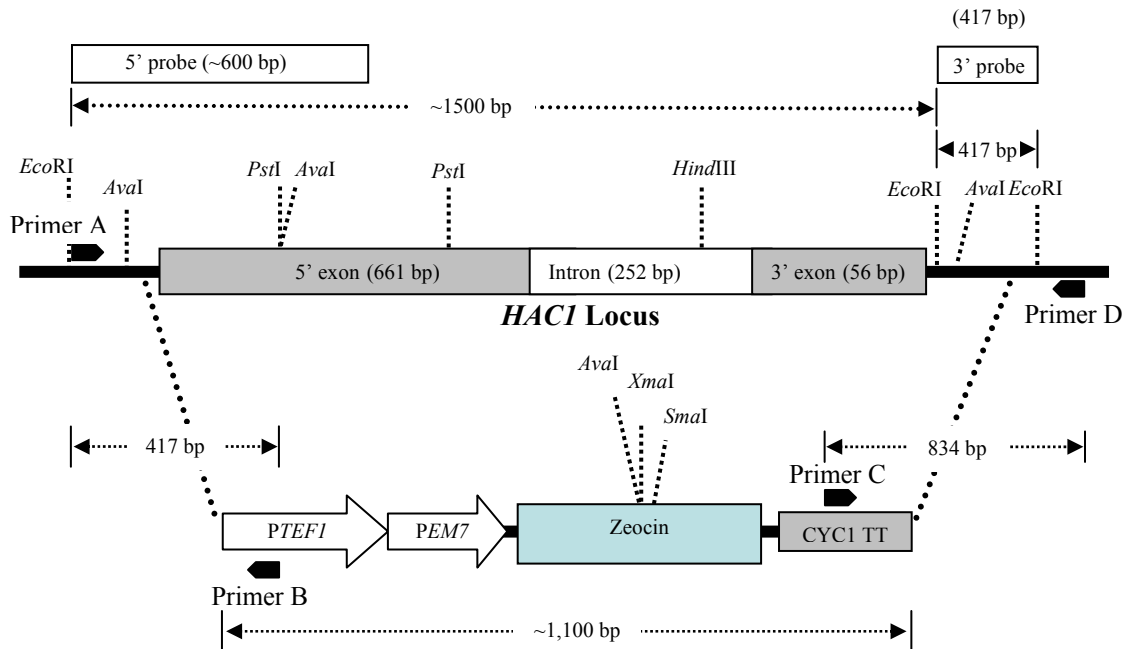 (417 bp)
5’ probe (~600 bp)
3’ probe
~1500 bp
417 bp
EcoRI
AvaI
PstI
AvaI
PstI
HindIII
EcoRI
AvaI
EcoRI
Primer A
5’ exon (661 bp)
Intron (252 bp)
3’ exon (56 bp)
Primer D
HAC1 Locus
AvaI
XmaI
SmaI
417 bp
834 bp
Primer C
PTEF1
PEM7
Zeocin
CYC1 TT
Primer B
~1,100 bp